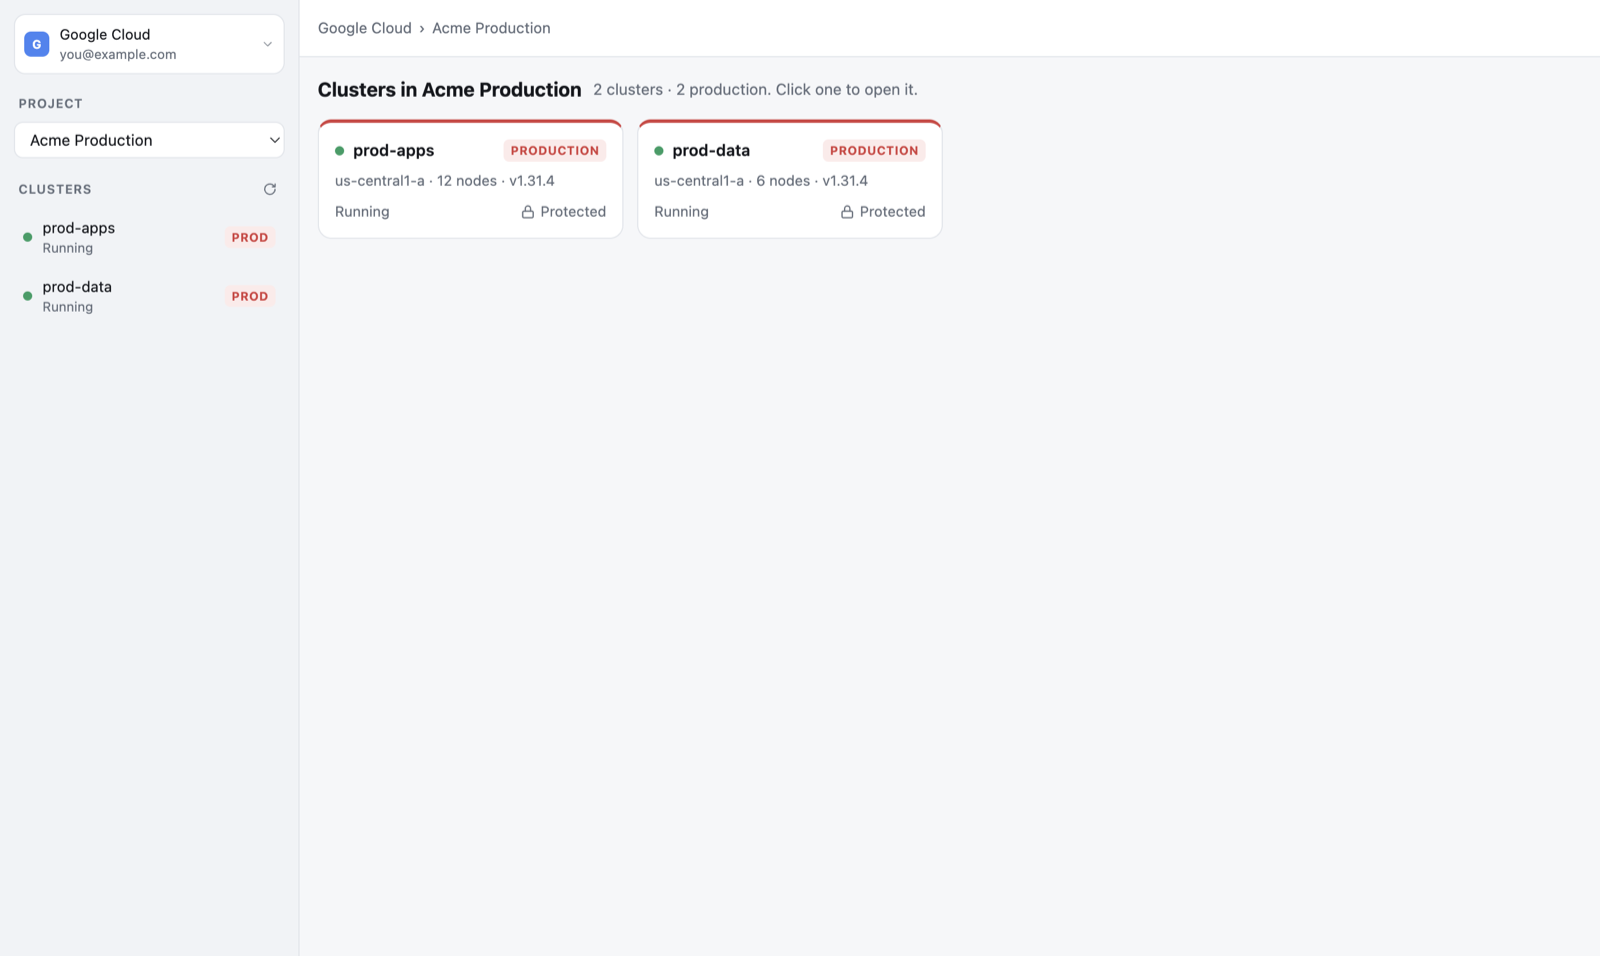 G
Google Cloud
you@example.com
PROJECT
Acme Production
CLUSTERS
prod-apps
Running
PROD
prod-data
Running
PROD
Google Cloud › Acme Production
Clusters in Acme Production
2 clusters · 2 production. Click one to open it.
prod-apps PRODUCTION
us-central1-a · 12 nodes · v1.31.4
Running Protected
prod-data PRODUCTION
us-central1-a · 6 nodes · v1.31.4
Running Protected